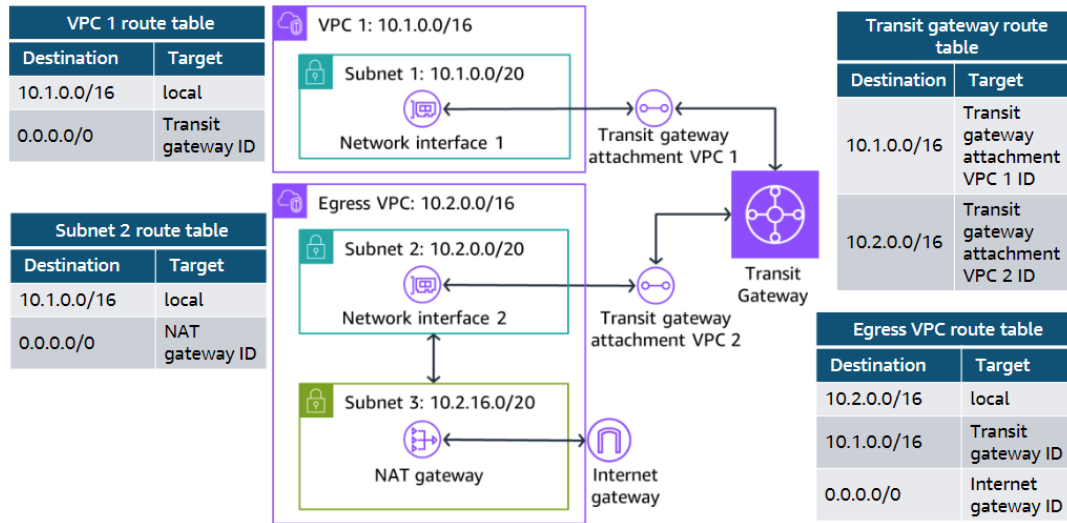 VPC 1 route table
Destination Target
10.1.0.0/16 local
0.0.0.0/0 Transit
gateway ID
Subnet 2 route table
Destination Target
10.1.0.0/16 local
0.0.0.0/0 NAT
gateway ID
VPC 1: 10.1.0.0/16
Subnet 1: 10.1.0.0/20
Network interface 1
Transit gateway
attachment VPC 1
Egress VPC: 10.2.0.0/16
Subnet 2: 10.2.0.0/20
Network interface 2
Transit gateway
attachment VPC 2
Transit
Gateway
Subnet 3: 10.2.16.0/20
NAT gateway
Internet
gateway
Transit gateway route
table
Destination Target
10.1.0.0/16 Transit
gateway
attachment
VPC 1 ID
10.2.0.0/16 Transit
gateway
attachment
VPC 2 ID
Egress VPC route table
Destination Target
10.2.0.0/16 local
10.1.0.0/16 Transit
gateway ID
0.0.0.0/0 Internet
gateway ID